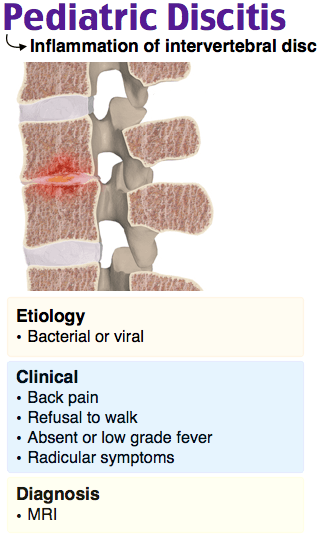 Pediatric Discitis
Inflammation of intervertebral disc
Etiology
• Bacterial or viral
Clinical
• Back pain
• Refusal to walk
• Absent or low grade fever
• Radicular symptoms
Diagnosis
• MRI